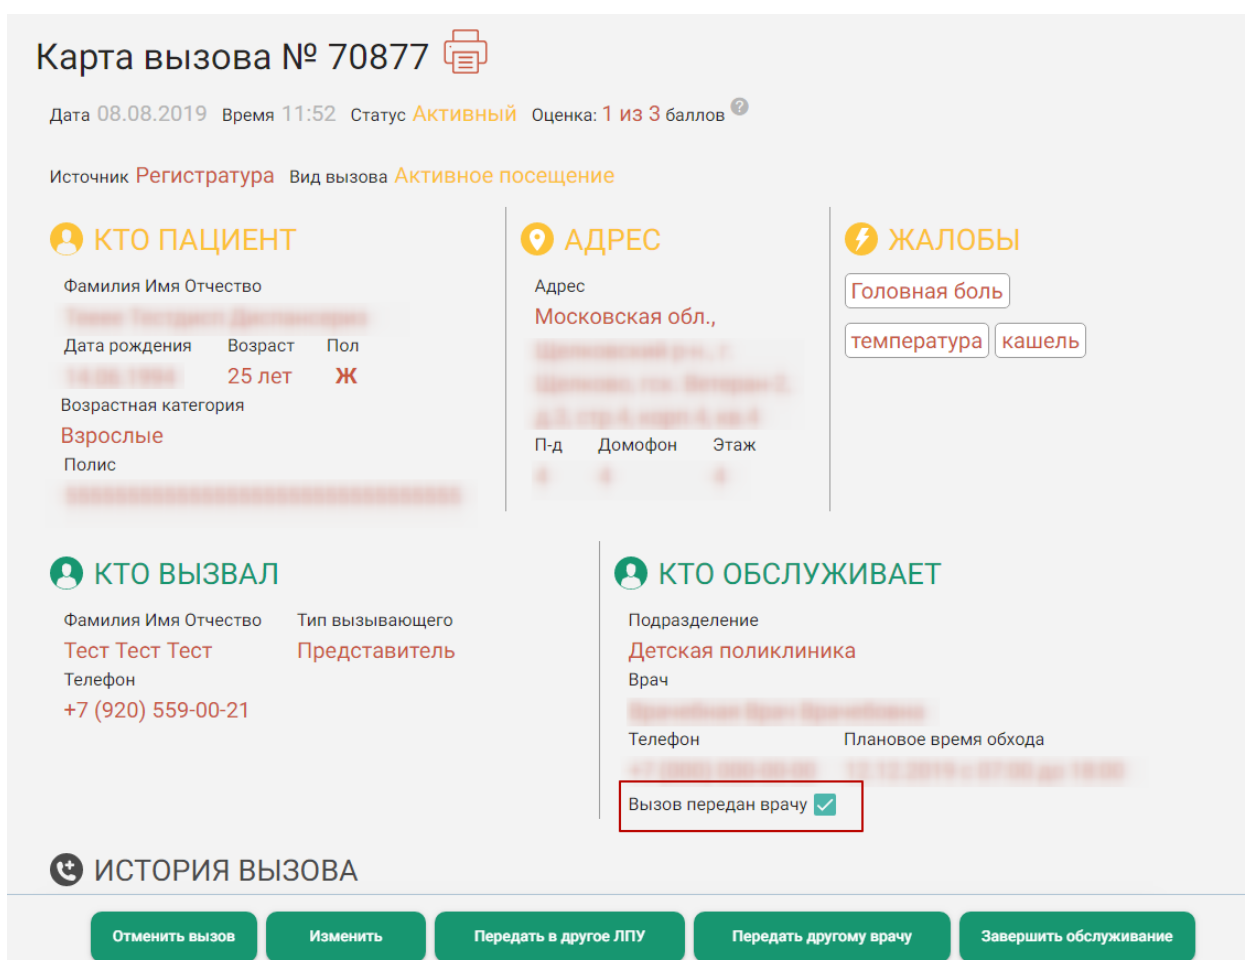 Карта вызова № 70877
Дата 08.08.2019 Время 11:52 Статус Активный Оценка: 1 из 3 баллов ?
Источник Регистратура Вид вызова Активное посещение
КТО ПАЦИЕНТ
Фамилия Имя Отчество
Дата рождения Возраст Пол
25 лет Ж
Возрастная категория
Взрослые
Полис
АДРЕС
Адрес
Московская обл.,
П-д Домофон Этаж
ЖАЛОБЫ
Головная боль
температура кашель
КТО ВЫЗВАЛ
Фамилия Имя Отчество Тип вызывающего
Тест Тест Тест Представитель
Телефон
+7 (920) 559-00-21
КТО ОБСЛУЖИВАЕТ
Подразделение
Детская поликлиника
Врач
Телефон Плановое время обхода
Вызов передан врачу
ИСТОРИЯ ВЫЗОВА
Отменить вызов Изменить Передать в другое ЛПУ Передать другому врачу Завершить обслуживание